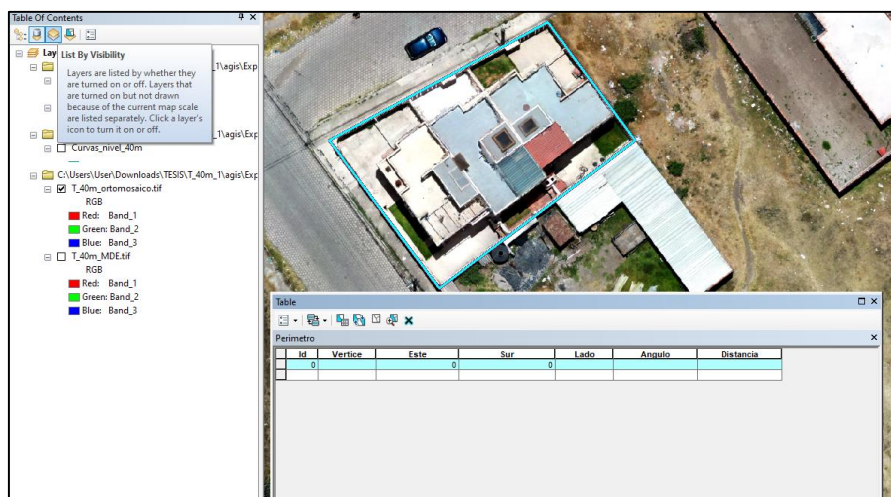 Table Of Contents
Lay
List By Visibility
Layers are listed by whether they
are turned on or off. Layers that
are turned on but not drawn
because of the current map scale
are listed separately. Click a layer's
icon to turn it on or off.
_1\agis\Exp
_1\agis\Exp
Curvas_nivel_40m
C:\Users\User\Downloads\TESIS\T_40m_1\agis\Exp
T_40m_ortomosaico.tif
RGB
Red: Band_1
Green: Band_2
Blue: Band_3
T_40m_MDE.tif
RGB
Red: Band_1
Green: Band_2
Blue: Band_3
Table
Perimetro
Id Vertice Este Sur Lado Angulo Distancia
0 0 0